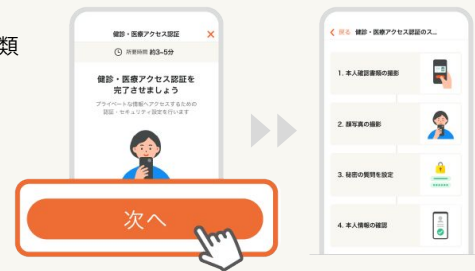 類
健診・医療アクセス認証
所要時間 約3-5分
健診・医療アクセス認証を
完了させましょう
プライベートな情報へアクセスするための
認証・セキュリティ設定を行います
次へ
戻る 健診・医療アクセス認証のス...
1. 本人確認書類の撮影
2. 顔写真の撮影
3. 秘密の質問を設定
4. 本人情報の確認